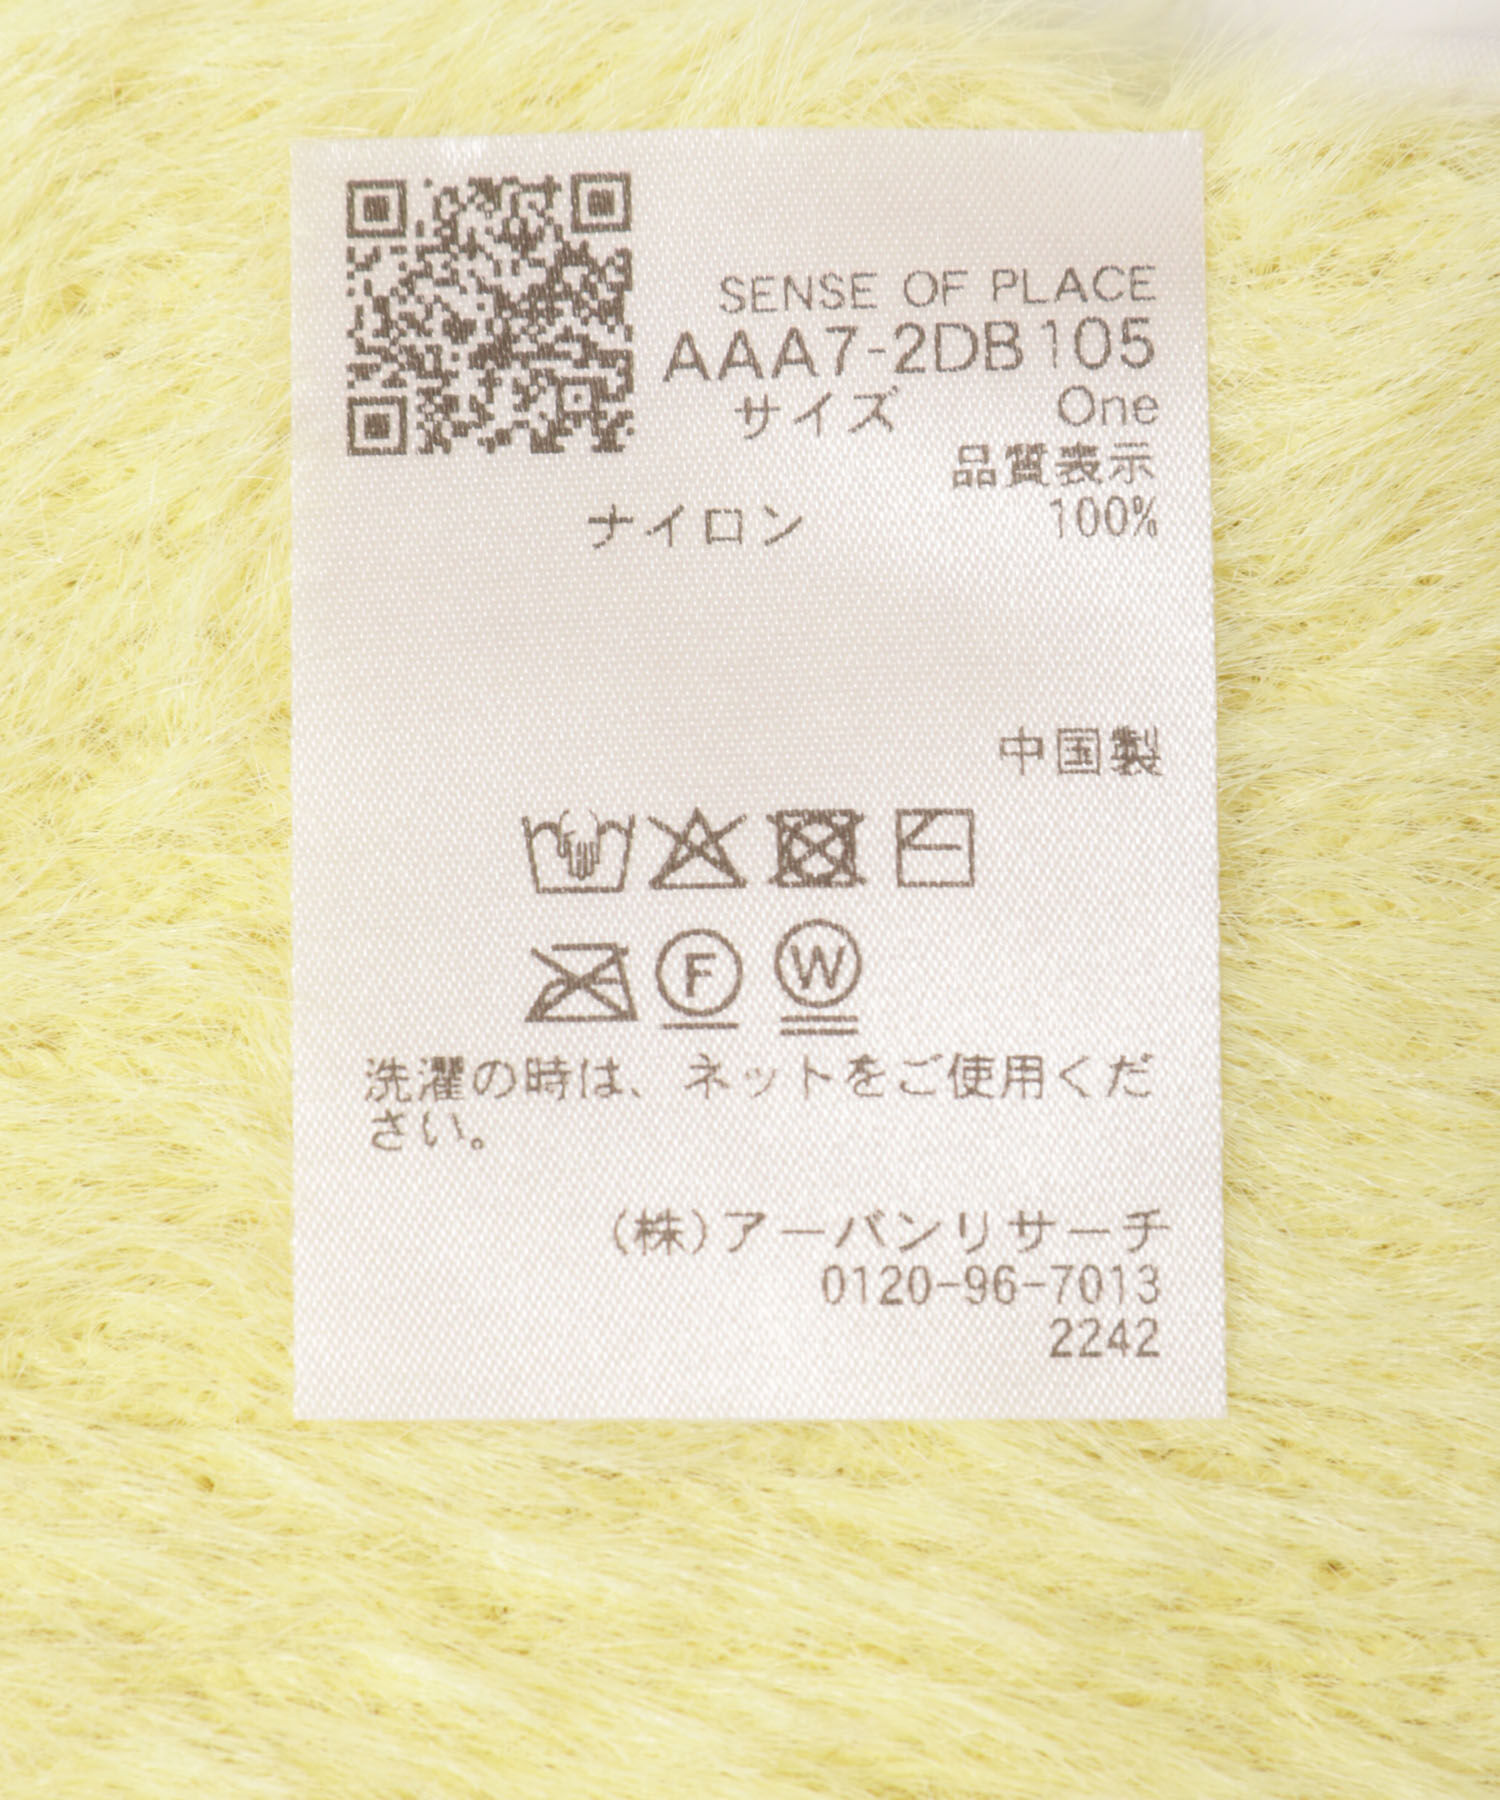 SENSE OF PLACE
AAA7-2DB105
サイズ One
品質表示
ナイロン 100%
中国製
F W
洗濯の時は、ネットをご使用くだ
さい。
(株)アーバンリサーチ
0120-96-7013
2242